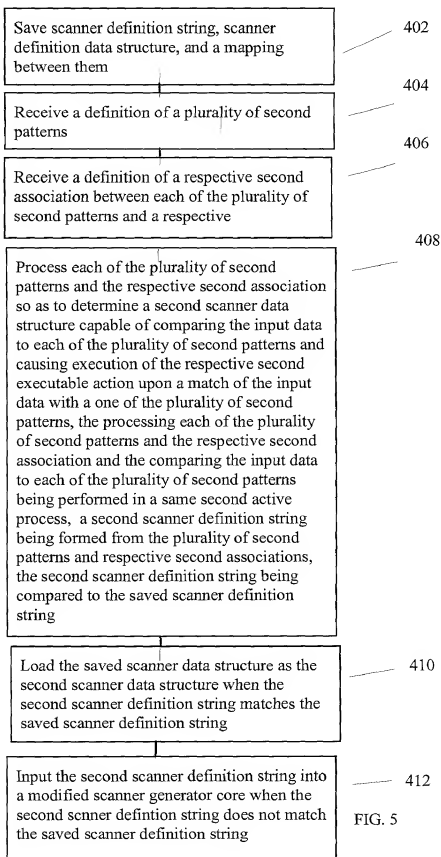 Save scanner definition string, scanner
definition data structure, and a mapping
between them
402
Receive a definition of a plurality of second
patterns
404
Receive a definition of a respective second
association between each of the plurality of
second patterns and a respective
406
Process each of the plurality of second
patterns and the respective second association
so as to determine a second scanner data
structure capable of comparing the input data
to each of the plurality of second patterns and
causing execution of the respective second
executable action upon a match of the input
data with a one of the plurality of second
patterns, the processing each of the plurality
of second patterns and the respective second
association and the comparing the input data
to each of the plurality of second patterns
being performed in a same second active
process, a second scanner definition string
being formed from the plurality of second
patterns and respective second associations,
the second scanner definition string being
compared to the saved scanner definition
string
408
Load the saved scanner data structure as the
second scanner data structure when the
second scanner definition string matches the
saved scanner definition string
410
Input the second scanner definition string into
a modified scanner generator core when the
second scnner defintion string does not match
the saved scanner definition string
412
FIG. 5